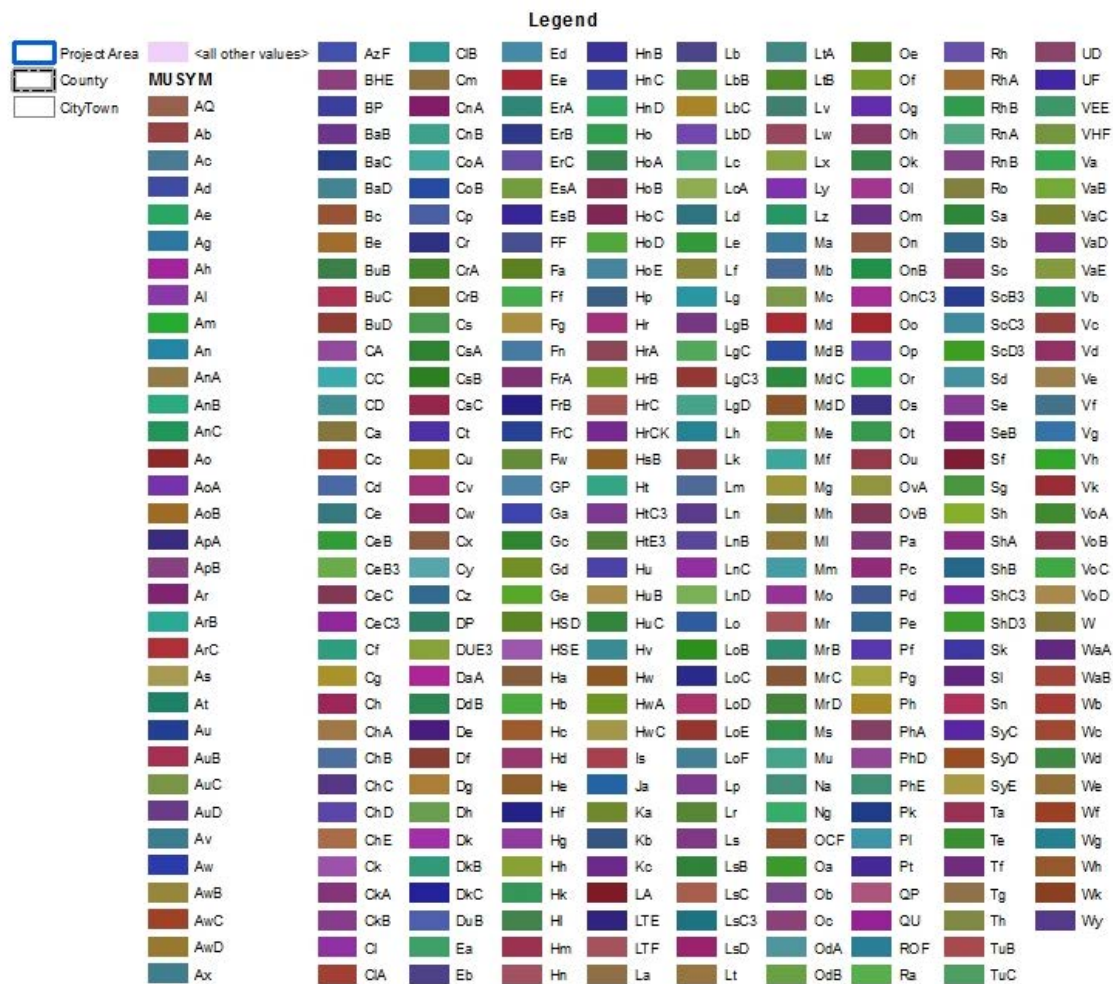 Legend
Project Area
County
CityTown
<all other values>
MUSYM
AQ
Ab
Ac
Ad
Ae
Ag
Ah
Al
Am
An
AnA
AnB
AnC
Ao
AoA
AoB
ApA
ApB
Ar
ArB
ArC
As
At
Au
AuB
AuC
AuD
Av
Aw
AwB
AwC
AwD
Ax
AzF
BHE
BP
BaB
BaC
BaD
Bc
Be
BuB
BuC
BuD
CA
CC
CD
Ca
Cc
Cd
Ce
CeB
CeB3
CeC
CeC3
Cf
Cg
Ch
ChA
ChB
ChC
ChD
ChE
Ck
CkA
CkB
Cl
ClA
ClB
Cm
CnA
CnB
CoA
CoB
Cp
Cr
CrA
CrB
Cs
CsA
CsB
CsC
Ct
Cu
Cv
Cw
Cx
Cy
Cz
DP
DUE3
DaA
DdB
De
Df
Dg
Dh
Dk
DkB
DkC
DuB
Ea
Eb
Ed
Ee
ErA
ErB
ErC
EsA
EsB
FF
Fa
Ff
Fg
Fn
FrA
FrB
FrC
Fw
GP
Ga
Gc
Gd
Ge
HSD
HSE
Ha
Hb
Hc
Hd
He
Hf
Hg
Hh
Hk
Hl
Hm
Hn
HnB
HnC
HnD
Ho
HoA
HoB
HoC
HoD
HoE
Hp
Hr
HrA
HrB
HrC
HrCK
HsB
Ht
HtC3
HtE3
Hu
HuB
HuC
Hv
Hw
HwA
HwC
Is
Ja
Ka
Kb
Kc
LA
LTE
LTF
La
Lb
LbB
LbC
LbD
Lc
LcA
Ld
Le
Lf
Lg
LgB
LgC
LgC3
LgD
Lh
Lk
Lm
Ln
LnB
LnC
LnD
Lo
LoB
LoC
LoD
LoE
LoF
Lp
Lr
Ls
LsB
LsC
LsC3
LsD
Lt
LtA
LtB
Lv
Lw
Lx
Ly
Lz
Ma
Mb
Mc
Md
MdB
MdC
MdD
Me
Mf
Mg
Mh
Ml
Mm
Mo
Mr
MrB
MrC
MrD
Ms
Mu
Na
Ng
OCF
Oa
Ob
Oc
OdA
OdB
Oe
Of
Og
Oh
Ok
Ol
Om
On
OnB
OnC3
Oo
Op
Or
Os
Ot
Ou
OvA
OvB
Pa
Pc
Pd
Pe
Pf
Pg
Ph
PhA
PhD
PhE
Pk
Pl
Pt
QP
QU
ROF
Ra
Rh
RhA
RhB
RnA
RnB
Ro
Sa
Sb
Sc
ScB3
ScC3
ScD3
Sd
Se
SeB
Sf
Sg
Sh
ShA
ShB
ShC3
ShD3
Sk
Sl
Sn
SyC
SyD
SyE
Ta
Te
Tf
Tg
Th
TuB
TuC
UD
UF
VEE
VHF
Va
VaB
VaC
VaD
VaE
Vb
Vc
Vd
Ve
Vf
Vg
Vh
Vk
VoA
VoB
VoC
VoD
W
WaA
WaB
Wb
Wc
Wd
We
Wf
Wg
Wh
Wk
Wy